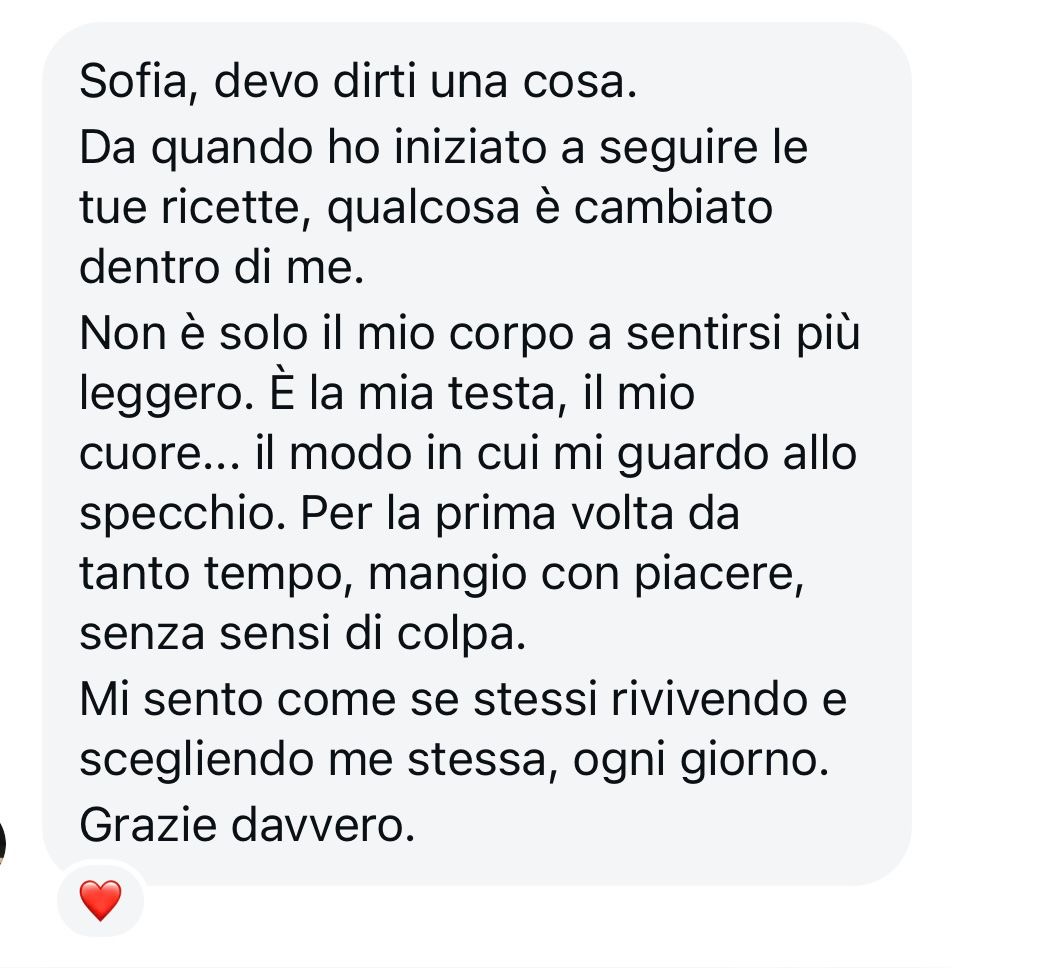 Sofia, devo dirti una cosa.
Da quando ho iniziato a seguire le
tue ricette, qualcosa è cambiato
dentro di me.
Non è solo il mio corpo a sentirsi più
leggero. È la mia testa, il mio
cuore... il modo in cui mi guardo allo
specchio. Per la prima volta da
tanto tempo, mangio con piacere,
senza sensi di colpa.
Mi sento come se stessi rivivendo e
scegliendo me stessa, ogni giorno.
Grazie davvero.